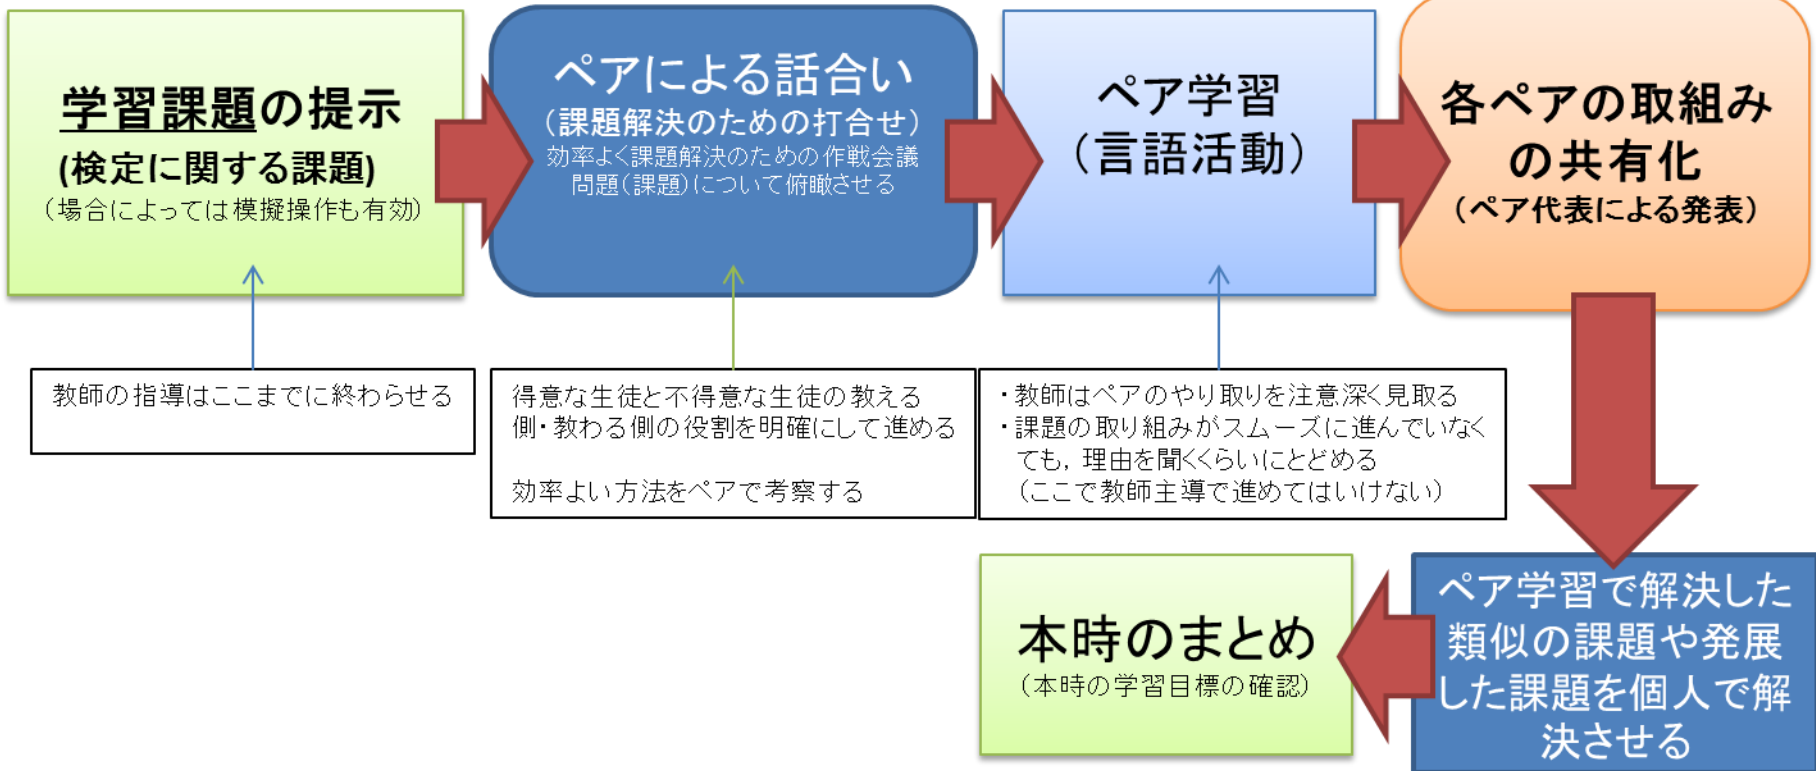 学習課題の提示
(検定に関する課題)
（場合によっては模擬操作も有効）
ペアによる話合い
（課題解決のための打合せ）
効率よく課題解決のための作戦会議
問題（課題）について俯瞰させる
ペア学習
（言語活動）
各ペアの取組み
の共有化
（ペア代表による発表）
教師の指導はここまでに終わらせる
得意な生徒と不得意な生徒の教える
側・教わる側の役割を明確にして進める
効率よい方法をペアで考察する
・教師はペアのやり取りを注意深く見取る
・課題の取り組みがスムーズに進んでいなく
ても，理由を聞くくらいにとどめる
（ここで教師主導で進めてはいけない）
ペア学習で解決した
類似の課題や発展
した課題を個人で解
決させる
本時のまとめ
（本時の学習目標の確認）